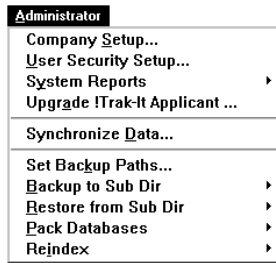 Administrator
Company Setup...
User Security Setup...
System Reports
Upgrade !Trak-It Applicant ...
Synchronize Data...
Set Backup Paths...
Backup to Sub Dir
Restore from Sub Dir
Pack Databases
Reindex